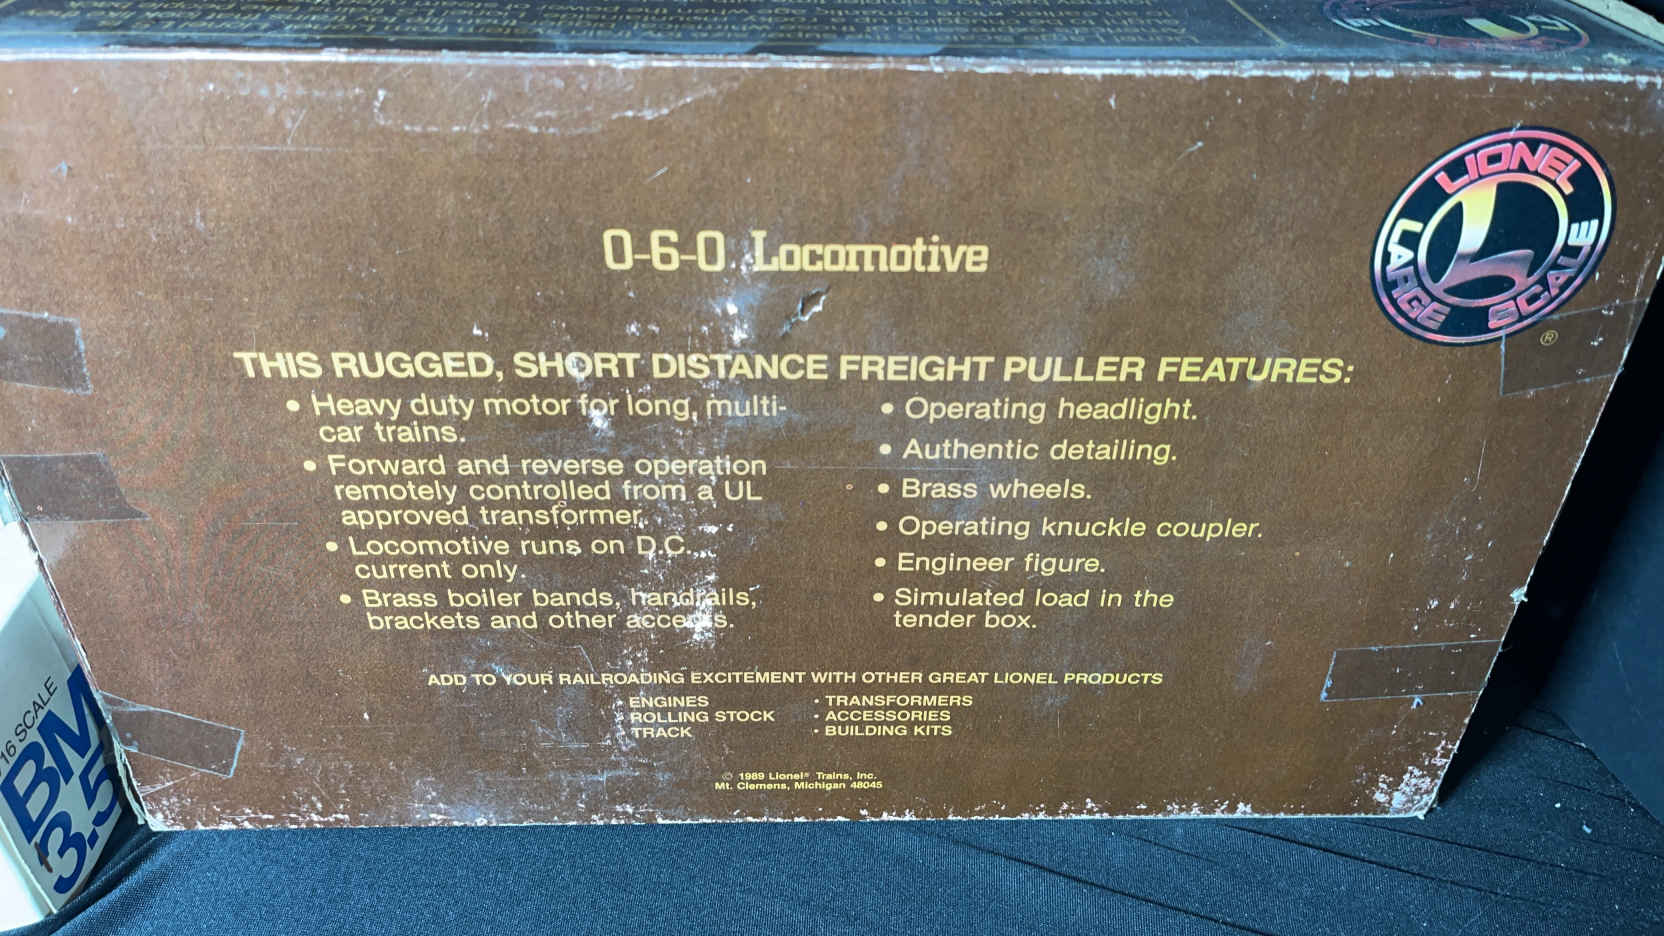 LIONEL
LARGE SCALE
L
®
0-6-0 Locomotive
THIS RUGGED, SHORT DISTANCE FREIGHT PULLER FEATURES:
• Heavy duty motor for long, multi-
car trains.
• Forward and reverse operation
remotely controlled from a UL
approved transformer.
• Locomotive runs on D.C.
current only.
• Brass boiler bands, handrails,
brackets and other accents.
• Operating headlight.
• Authentic detailing.
• Brass wheels.
• Operating knuckle coupler.
• Engineer figure.
• Simulated load in the
tender box.
ADD TO YOUR RAILROADING EXCITEMENT WITH OTHER GREAT LIONEL PRODUCTS
· ENGINES
· ROLLING STOCK
· TRACK
· TRANSFORMERS
· ACCESSORIES
· BUILDING KITS
© 1989 Lionel® Trains, Inc.
Mt. Clemens, Michigan 48045
16 SCALE
BM
3.5